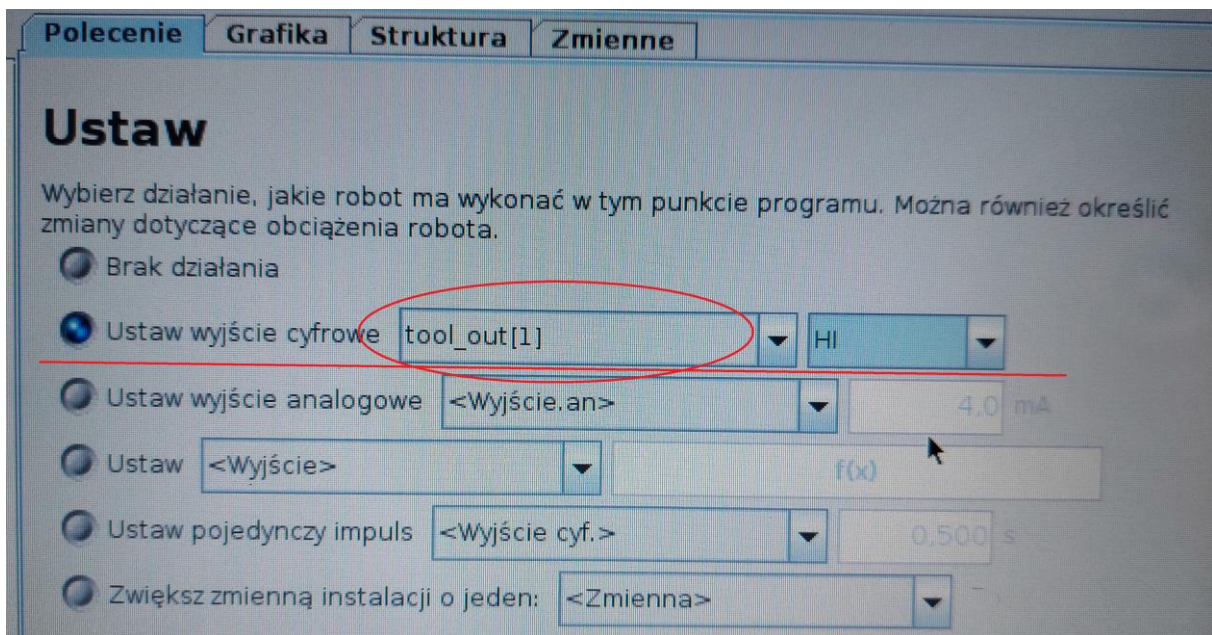 Polecenie Grafika Struktura Zmienne
Ustaw
Wybierz działanie, jakie robot ma wykonać w tym punkcie programu. Można również określić
zmiany dotyczące obciążenia robota.
Brak działania
Ustaw wyjście cyfrowe tool_out[1] HI
Ustaw wyjście analogowe <Wyjście.an> 4,0 mA
Ustaw <Wyjście> f(x)
Ustaw pojedynczy impuls <Wyjście cyf.> 0,500 s
Zwiększ zmienną instalacji o jeden: <Zmienna>